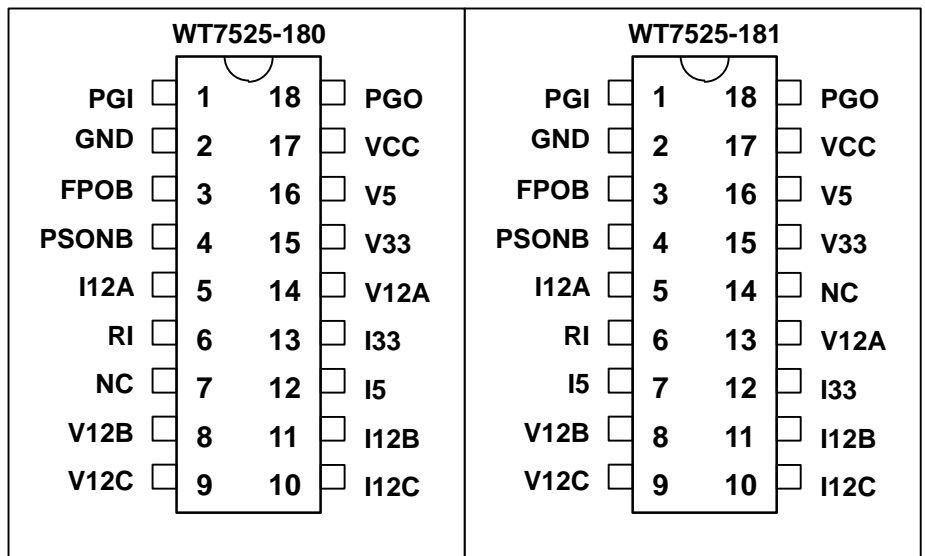 WT7525-180
PGI 1 18 PGO
GND 2 17 VCC
FPOB 3 16 V5
PSONB 4 15 V33
I12A 5 14 V12A
RI 6 13 I33
NC 7 12 I5
V12B 8 11 I12B
V12C 9 10 I12C
WT7525-181
PGI 1 18 PGO
GND 2 17 VCC
FPOB 3 16 V5
PSONB 4 15 V33
I12A 5 14 NC
RI 6 13 V12A
I5 7 12 I33
V12B 8 11 I12B
V12C 9 10 I12C